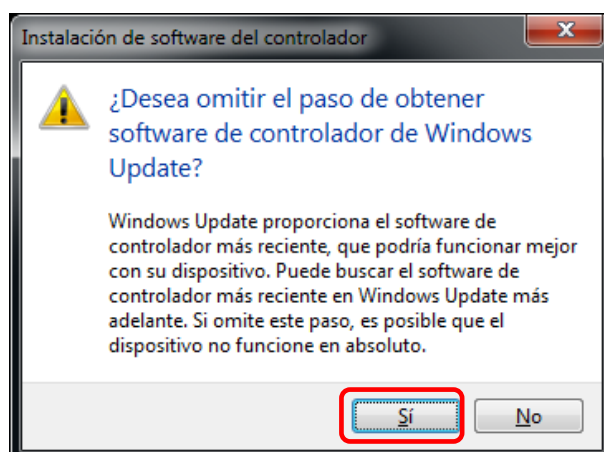 Instalación de software del controlador
¿Desea omitir el paso de obtener
software de controlador de Windows
Update?
Windows Update proporciona el software de
controlador más reciente, que podría funcionar mejor
con su dispositivo. Puede buscar el software de
controlador más reciente en Windows Update más
adelante. Si omite este paso, es posible que el
dispositivo no funcione en absoluto.
Sí
No